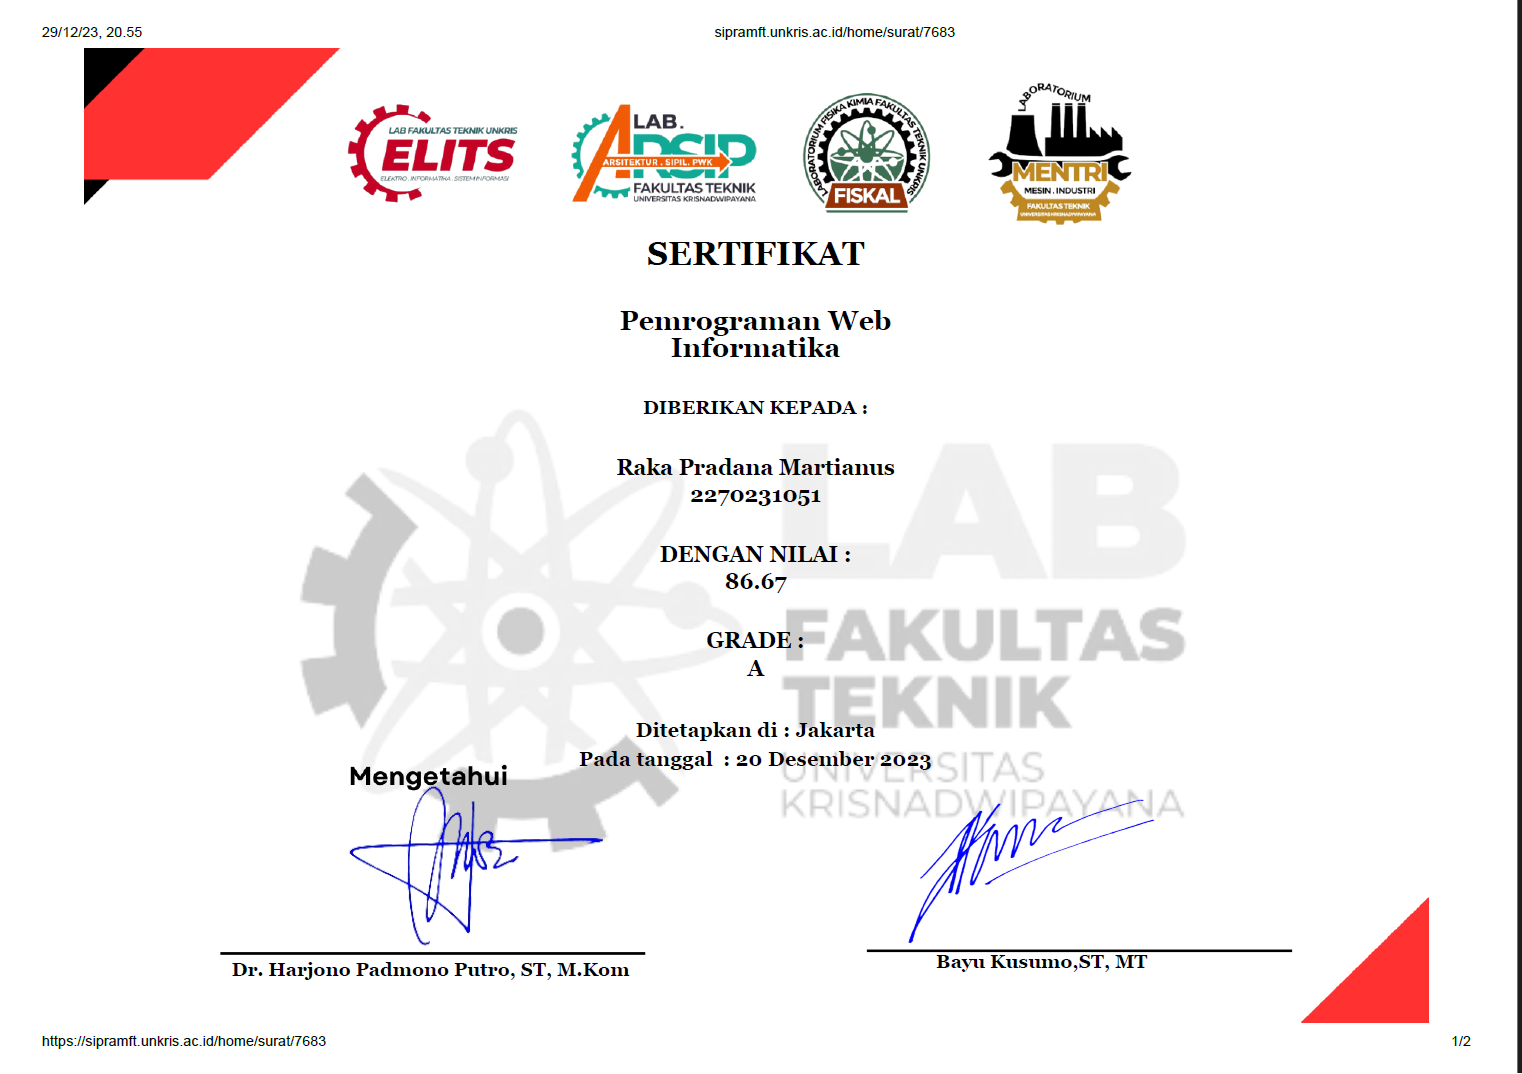 29/12/23, 20.55
sipramft.unkris.ac.id/home/surat/7683
LAB FAKULTAS TEKNIK UNKRIS
ELITS
ELEKTRO . INFORMATIKA . SISTEM INFORMASI
LAB.
ARSIP
ARSITEKTUR . SIPIL. PWK
FAKULTAS TEKNIK
UNIVERSITAS KRISNADWIPAYANA
LABORATORIUM FISIKA KIMIA FAKULTAS TEKNIK UNKRIS
FISKAL
LABORATORIUM
MENTRI
MESIN . INDUSTRI
FAKULTAS TEKNIK
UNIVERSITAS KRISNADWIPAYANA
SERTIFIKAT
Pemrograman Web
Informatika
DIBERIKAN KEPADA :
Raka Pradana Martianus
2270231051
DENGAN NILAI :
86.67
GRADE :
A
LAB
FAKULTAS
TEKNIK
UNIVERSITAS
KRISNADWIPAYANA
Ditetapkan di : Jakarta
Pada tanggal : 20 Desember 2023
Mengetahui
Dr. Harjono Padmono Putro, ST, M.Kom
Bayu Kusumo,ST, MT
https://sipramft.unkris.ac.id/home/surat/7683
1/2